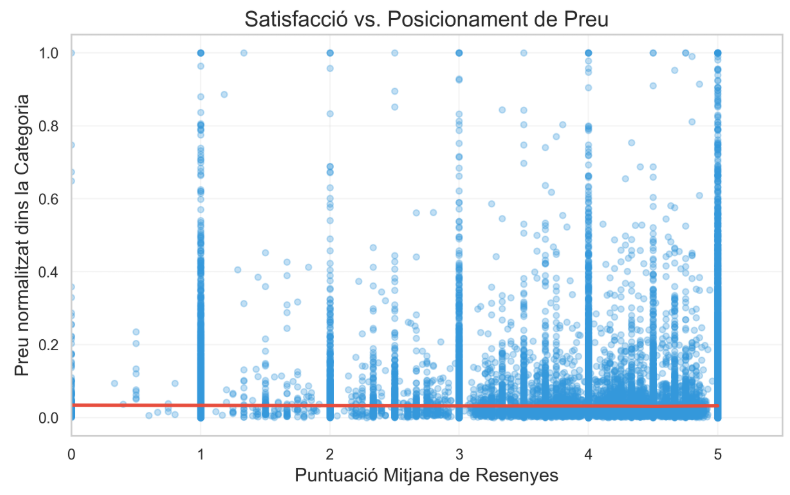 Satisfacció vs. Posicionament de Preu
Preu normalitzat dins la Categoria
1.0
0.8
0.6
0.4
0.2
0.0
0 1 2 3 4 5
Puntuació Mitjana de Resenyes